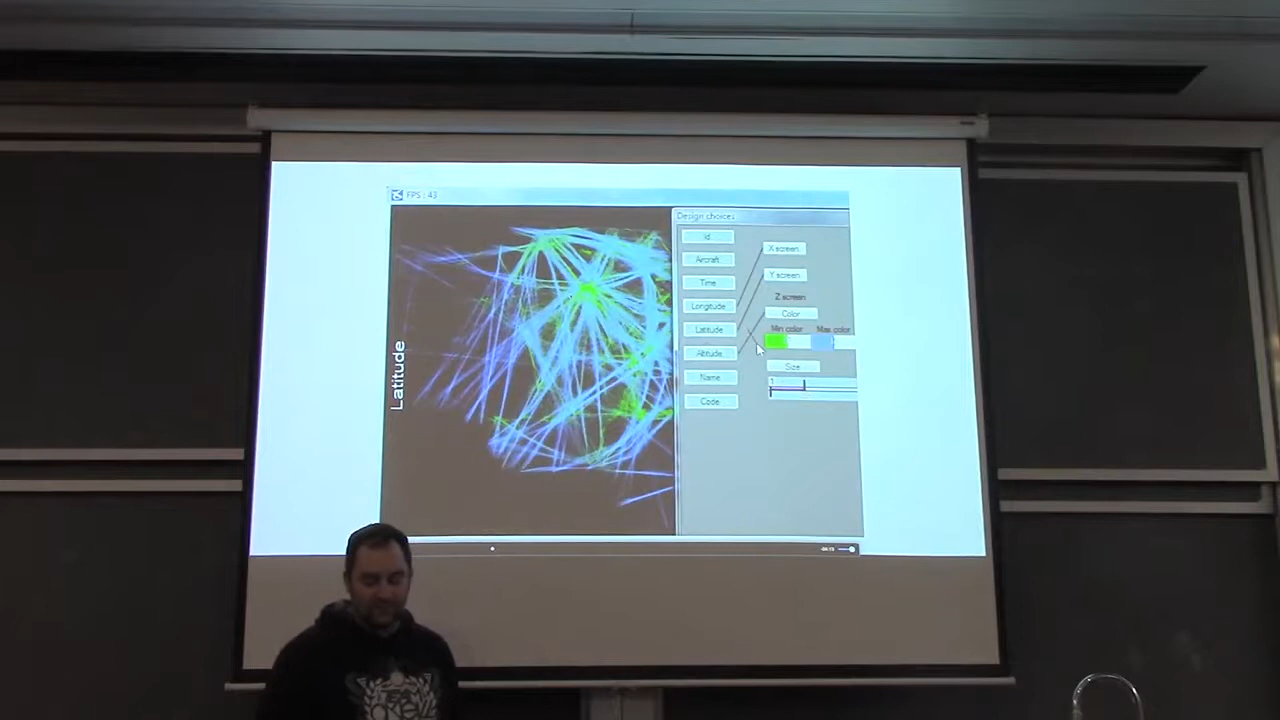 FPS : 43
Design choices
Id
X screen
Aircraft
Y screen
Time
Z screen
Longitude
Color
Latitude
Min color Max color
Altitude
Size
Name
1
Code
Latitude